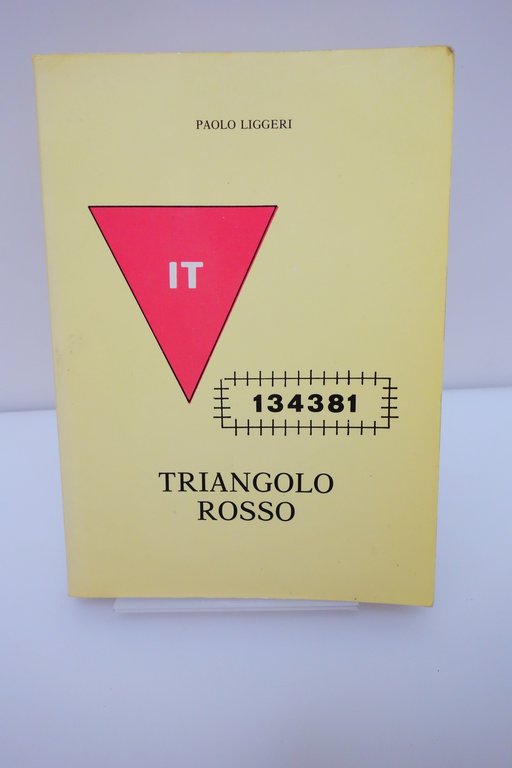 PAOLO LIGGERI
IT
134381
TRIANGOLO
ROSSO